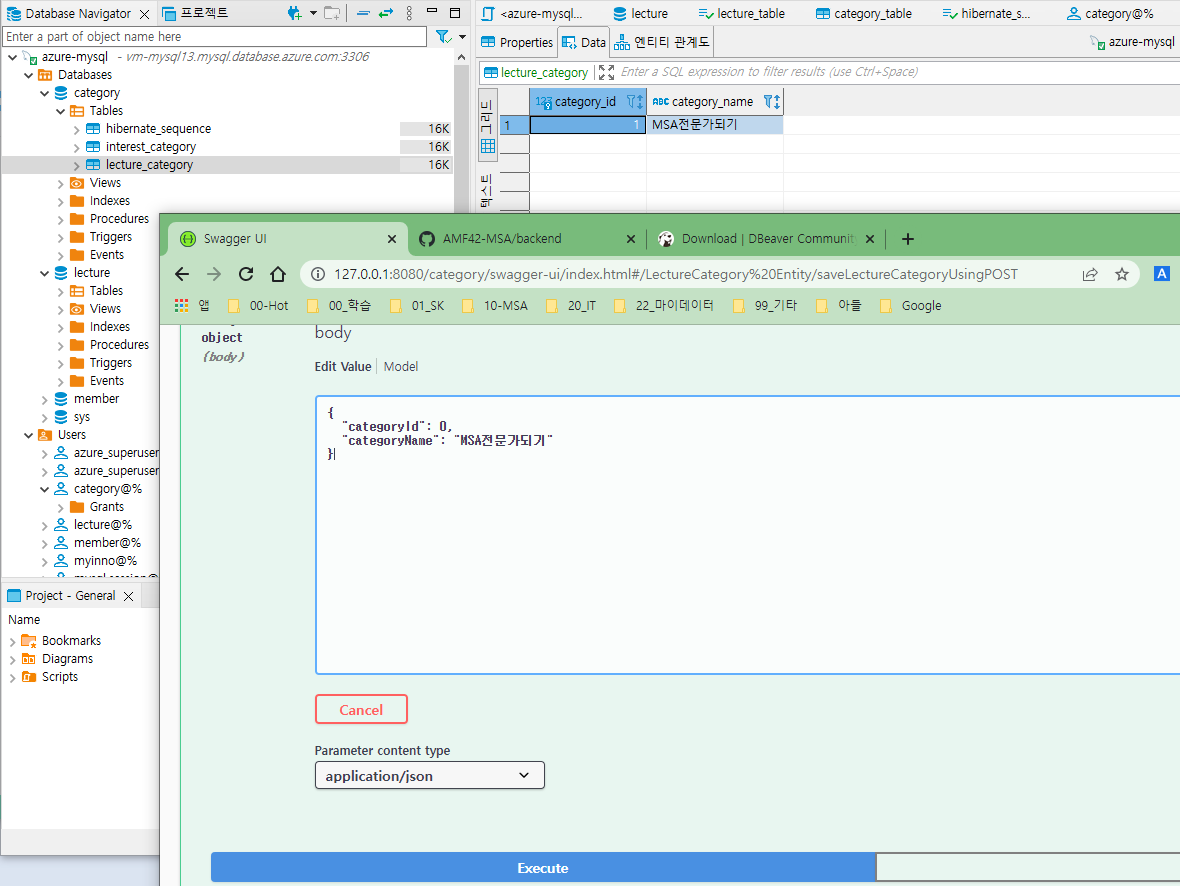 Database Navigator
프로젝트
Enter a part of object name here
azure-mysql - vm-mysql13.mysql.database.azure.com:3306
Databases
category
Tables
hibernate_sequence 16K
interest_category 16K
lecture_category 16K
Views
Indexes
Procedures
Triggers
Events
lecture
Tables
Views
Indexes
Procedures
Triggers
Events
member
sys
Users
azure_superuser
azure_superuser
category@%
Grants
lecture@%
member@%
myinno@%
Project - General
Name
Bookmarks
Diagrams
Scripts
<azure-mysql...
lecture
lecture_table
category_table
hibernate_s...
category@%
Properties
Data
엔티티 관계도
azure-mysql
lecture_category
Enter a SQL expression to filter results (use Ctrl+Space)
그리드
텍스트
123 category_id
ABC category_name
1 1 MSA전문가되기
Swagger UI
AMF42-MSA/backend
Download | DBeaver Community
127.0.0.1:8080/category/swagger-ui/index.html#/LectureCategory%20Entity/saveLectureCategoryUsingPOST
A
앱 00-Hot 00_학습 01_SK 10-MSA 20_IT 22_마이데이터 99_기타 아들 Google
object
(body)
body
Edit Value Model
{
"categoryId": 0,
"categoryName": "MSA전문가되기"
}
Cancel
Parameter content type
application/json
Execute